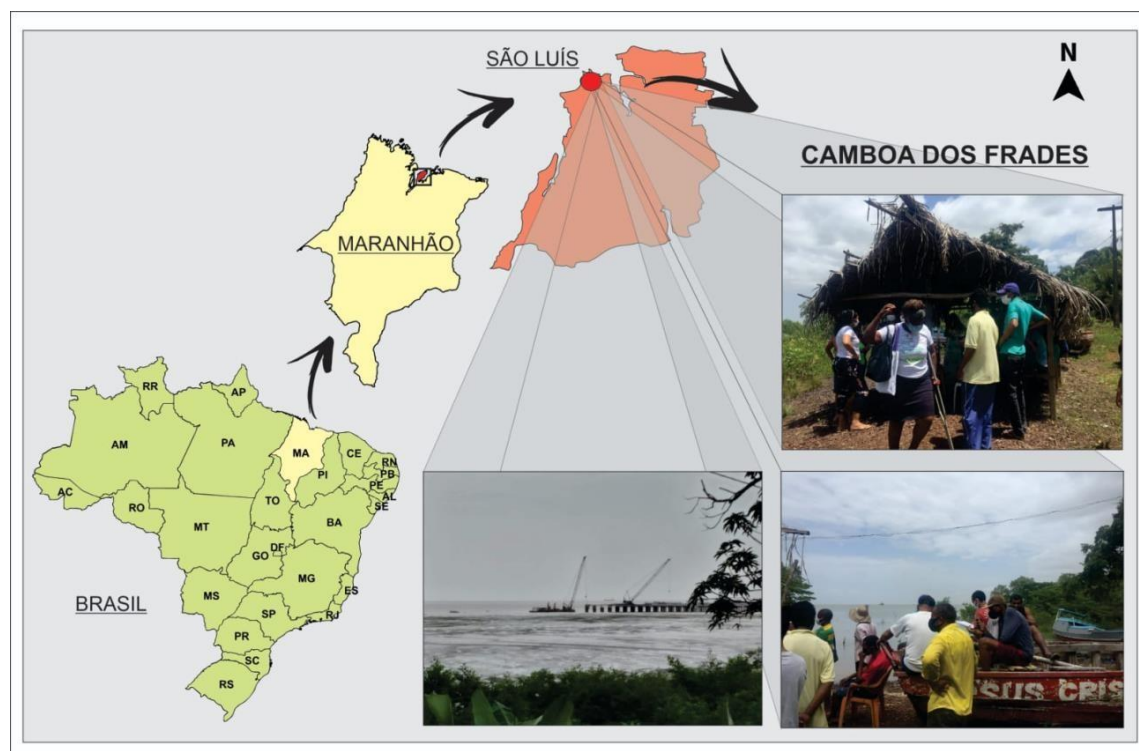 SÃO LUÍS
N
CAMBOA DOS FRADES
MARANHÃO
RR
AP
AM
PA
MA
CE
RN
PB
PE
AL
SE
PI
AC
RO
TO
BA
MT
DF
GO
MG
ES
MS
SP
RJ
BRASIL
PR
SC
RS
SUS CRIS